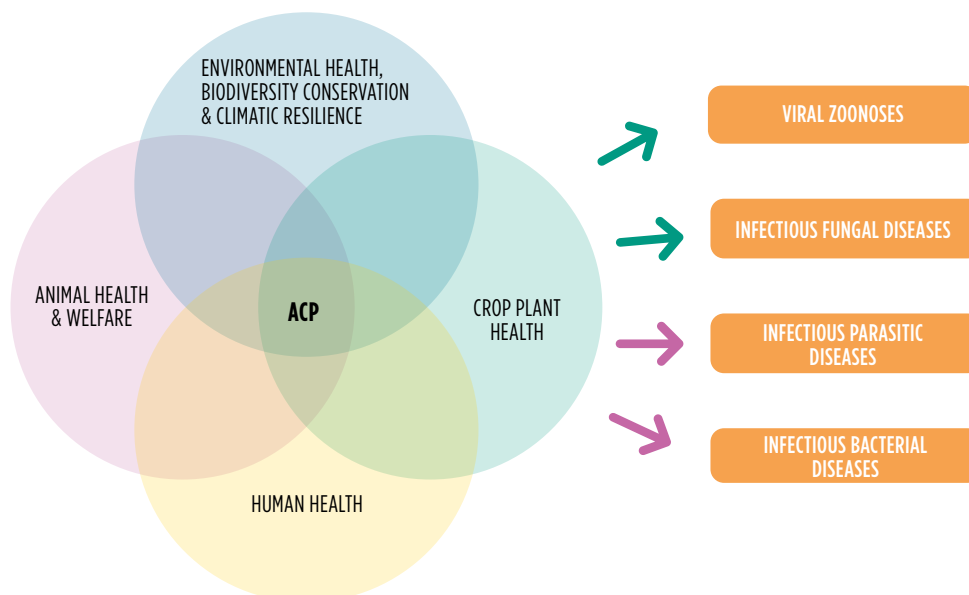 ENVIRONMENTAL HEALTH,
BIODIVERSITY CONSERVATION
& CLIMATIC RESILIENCE
ANIMAL HEALTH
& WELFARE
ACP
CROP PLANT
HEALTH
HUMAN HEALTH
VIRAL ZOONOSES
INFECTIOUS FUNGAL DISEASES
INFECTIOUS PARASITIC
DISEASES
INFECTIOUS BACTERIAL
DISEASES